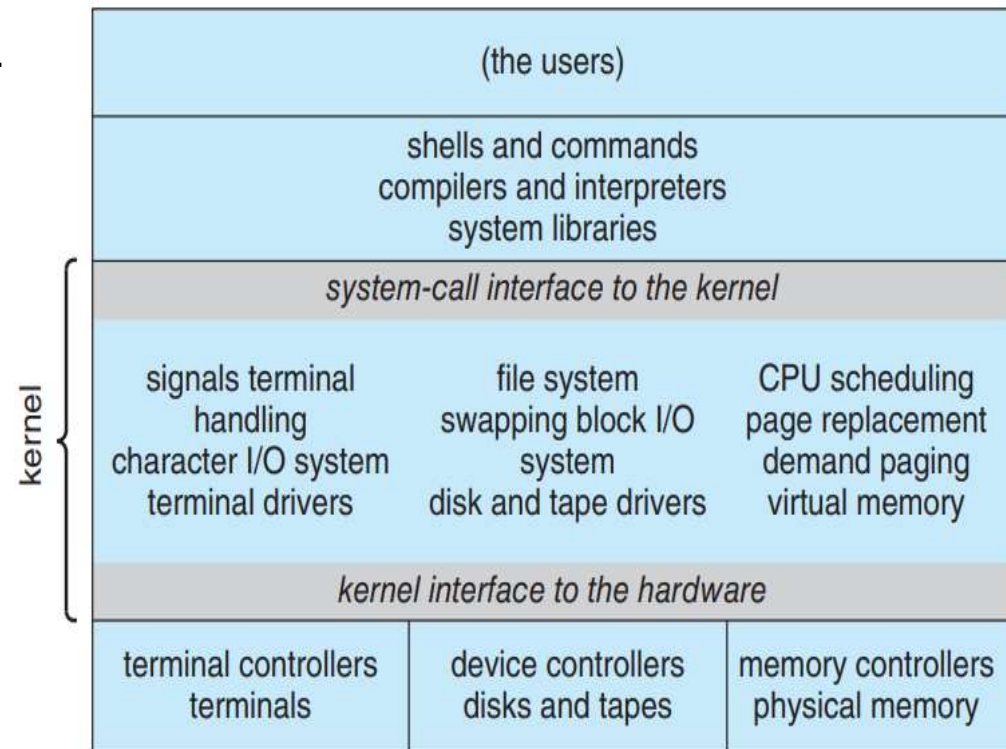 (the users)
shells and commands
compilers and interpreters
system libraries
system-call interface to the kernel
kernel
signals terminal
handling
character I/O system
terminal drivers
file system
swapping block I/O
system
disk and tape drivers
CPU scheduling
page replacement
demand paging
virtual memory
kernel interface to the hardware
terminal controllers
terminals
device controllers
disks and tapes
memory controllers
physical memory